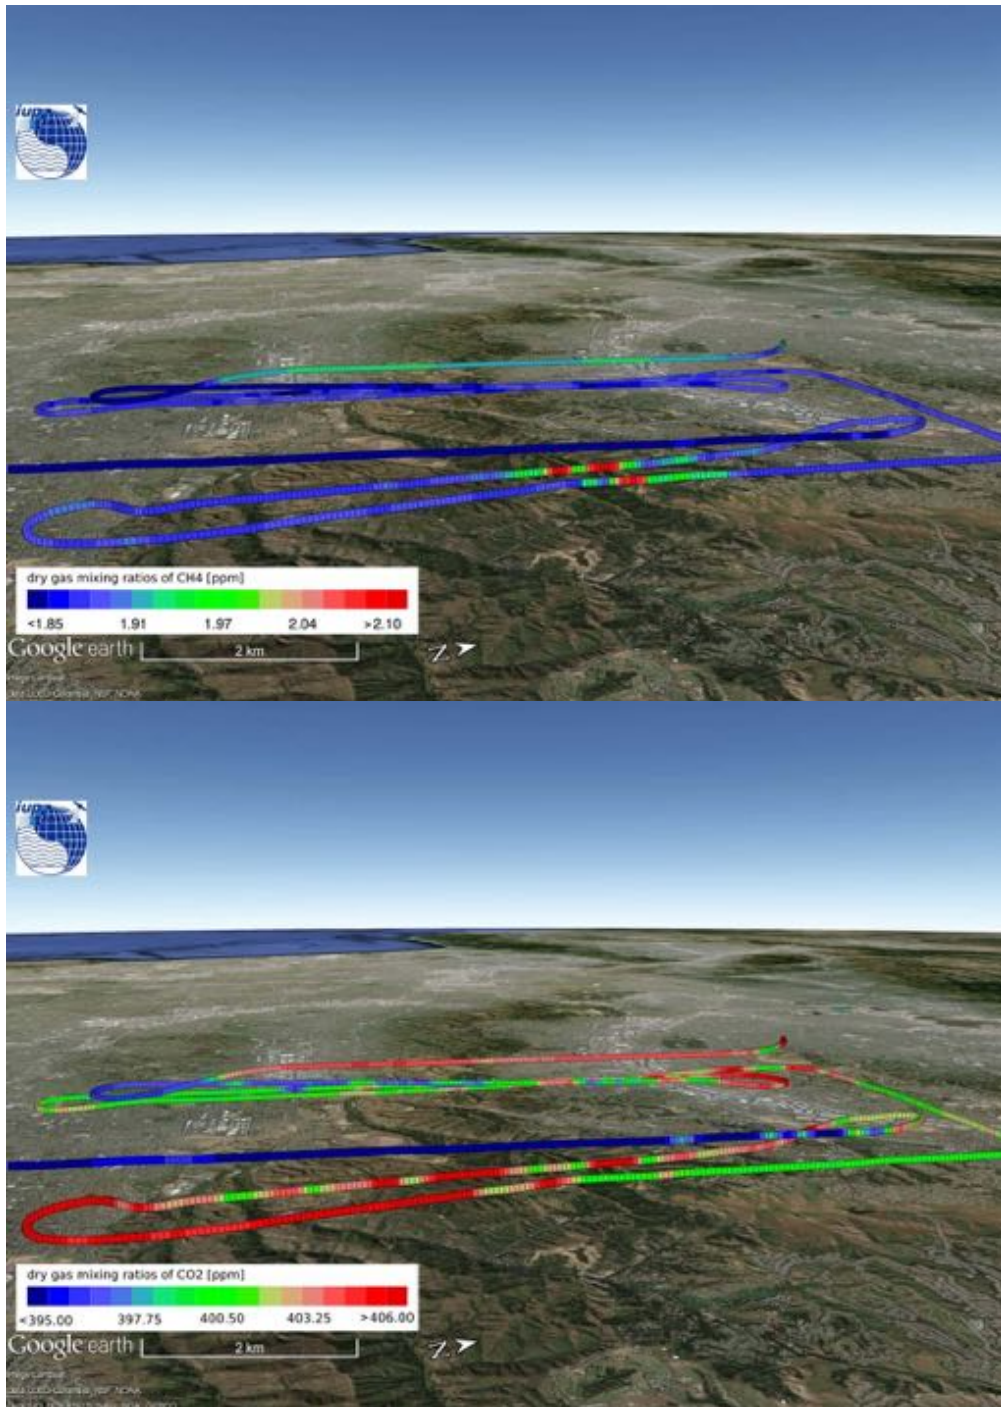 iup
dry gas mixing ratios of CH4 [ppm]
<1.85 1.91 1.97 2.04 >2.10
Google earth
2 km
N
iup
dry gas mixing ratios of CO2 [ppm]
<395.00 397.75 400.50 403.25 >406.00
Google earth
2 km
N